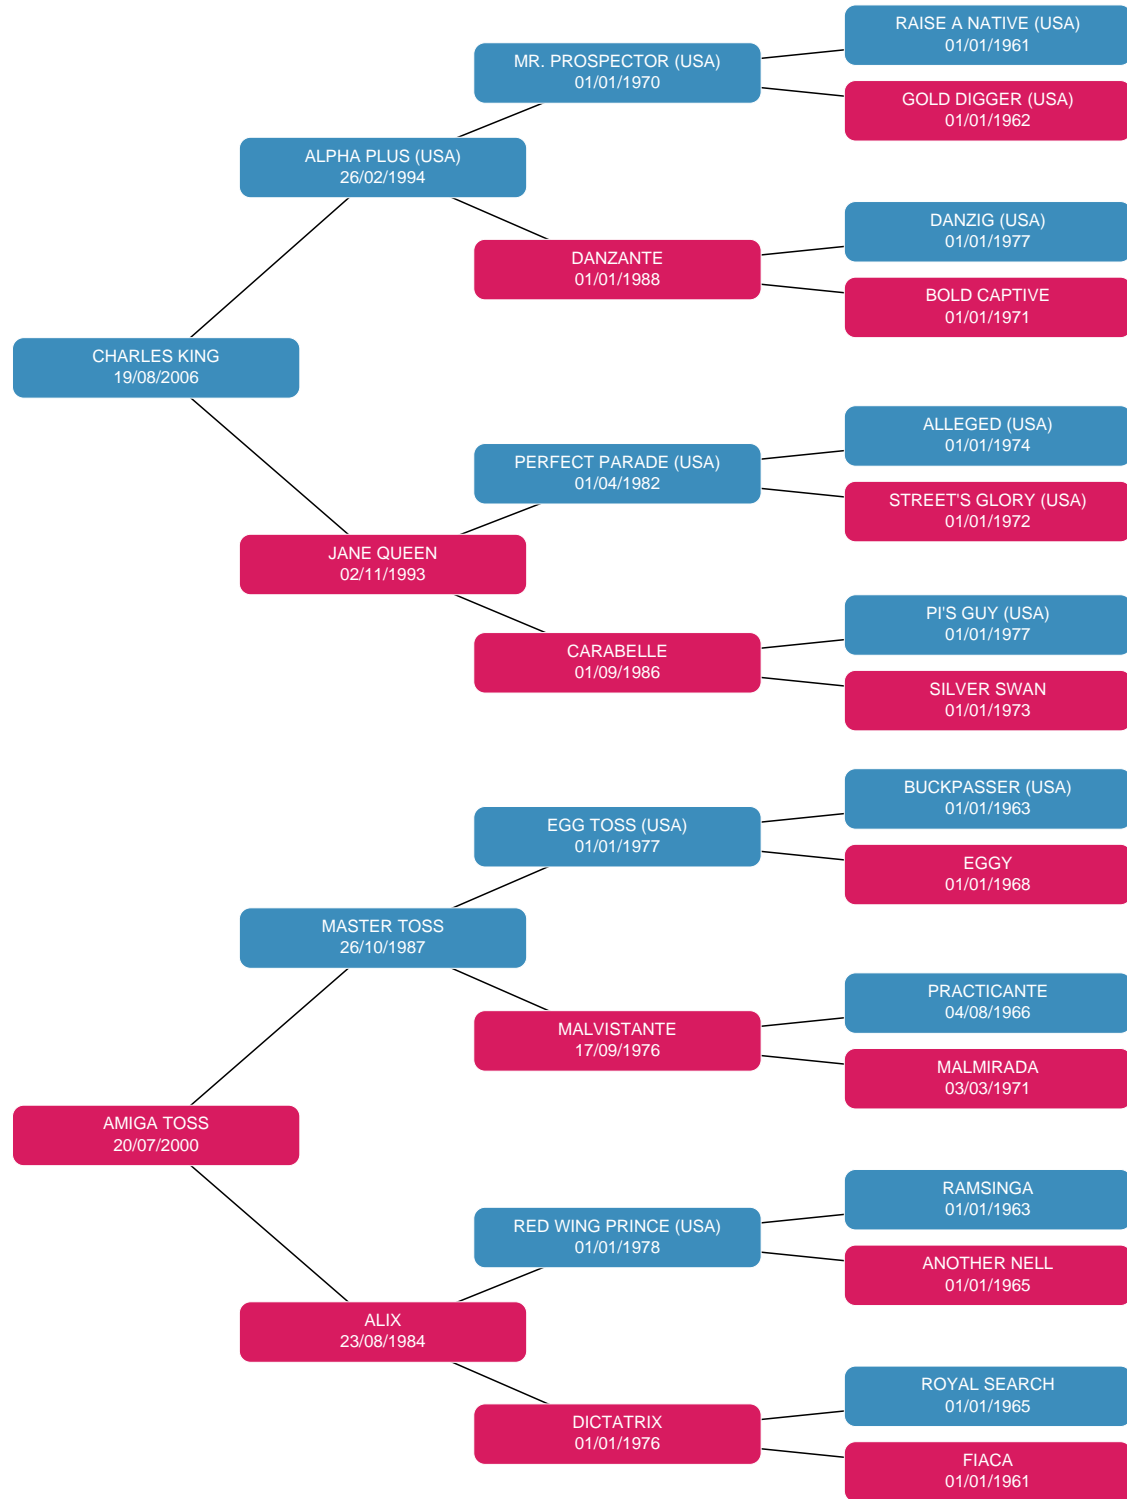 RAISE A NATIVE (USA)
01/01/1961
MR. PROSPECTOR (USA)
01/01/1970
GOLD DIGGER (USA)
01/01/1962
ALPHA PLUS (USA)
26/02/1994
DANZIG (USA)
01/01/1977
DANZANTE
01/01/1988
BOLD CAPTIVE
01/01/1971
CHARLES KING
19/08/2006
ALLEGED (USA)
01/01/1974
PERFECT PARADE (USA)
01/04/1982
STREET'S GLORY (USA)
01/01/1972
JANE QUEEN
02/11/1993
PI'S GUY (USA)
01/01/1977
CARABELLE
01/09/1986
SILVER SWAN
01/01/1973
BUCKPASSER (USA)
01/01/1963
EGG TOSS (USA)
01/01/1977
EGGY
01/01/1968
MASTER TOSS
26/10/1987
PRACTICANTE
04/08/1966
MALVISTANTE
17/09/1976
MALMIRADA
03/03/1971
AMIGA TOSS
20/07/2000
RAMSINGA
01/01/1963
RED WING PRINCE (USA)
01/01/1978
ANOTHER NELL
01/01/1965
ALIX
23/08/1984
ROYAL SEARCH
01/01/1965
DICTATRIX
01/01/1976
FIACA
01/01/1961